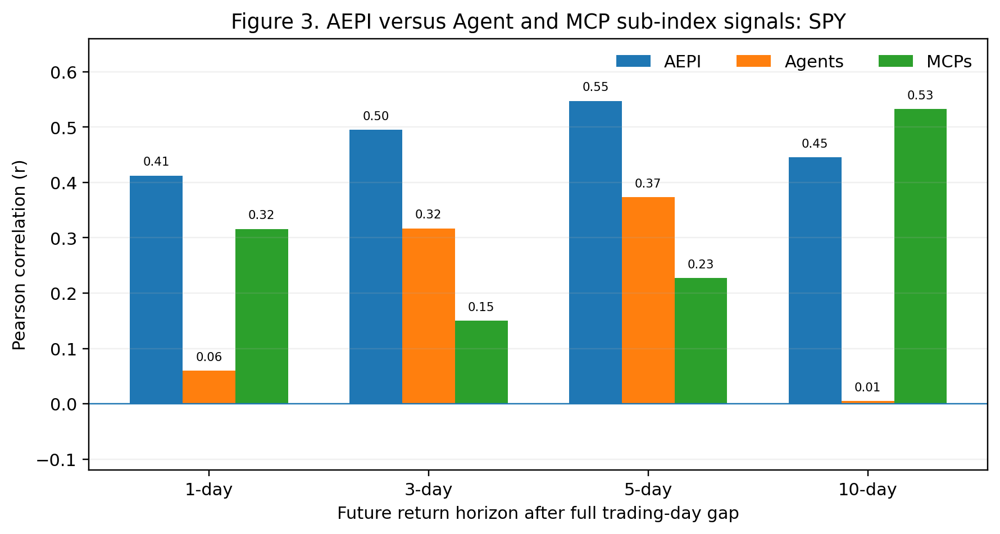 Figure 3. AEPI versus Agent and MCP sub-index signals: SPY
AEPI Agents MCPs
Pearson correlation (r)
0.6
0.5
0.4
0.3
0.2
0.1
0.0
−0.1
0.41 0.06 0.32
0.50 0.32 0.15
0.55 0.37 0.23
0.45 0.01 0.53
1-day 3-day 5-day 10-day
Future return horizon after full trading-day gap